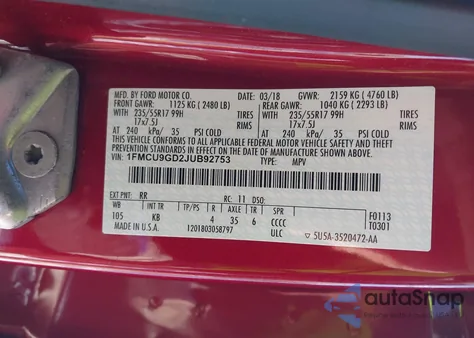 MFD. BY FORD MOTOR CO.
03/18 GVWR: 2159 KG ( 4760 LB)
FRONT GAWR: 1125 KG ( 2480 LB) REAR GAWR: 1040 KG ( 2293 LB)
WITH 235/55R17 99H WITH 235/55R17 99H
TIRES 17x7.5J TIRES 17x7.5J
RIMS RIMS
AT 240 kPa/ 35 PSI COLD AT 240 kPa/ 35 PSI COLD
THIS VEHICLE CONFORMS TO ALL APPLICABLE FEDERAL MOTOR VEHICLE SAFETY AND THEFT
PREVENTION STANDARDS IN EFFECT ON THE DATE OF MANUFACTURE SHOWN ABOVE.
VIN: 1FMCU9GD2JUB92753 TYPE: MPV
EXT PNT: RR RC: 11 DSO:
WB INT TR TP/PS R AXLE TR SPR F0113
105 KB 4 35 6 CCCC T0301
MADE IN U.S.A. 1201803058797 ULC 5U5A-3520472-AA
autoSnap